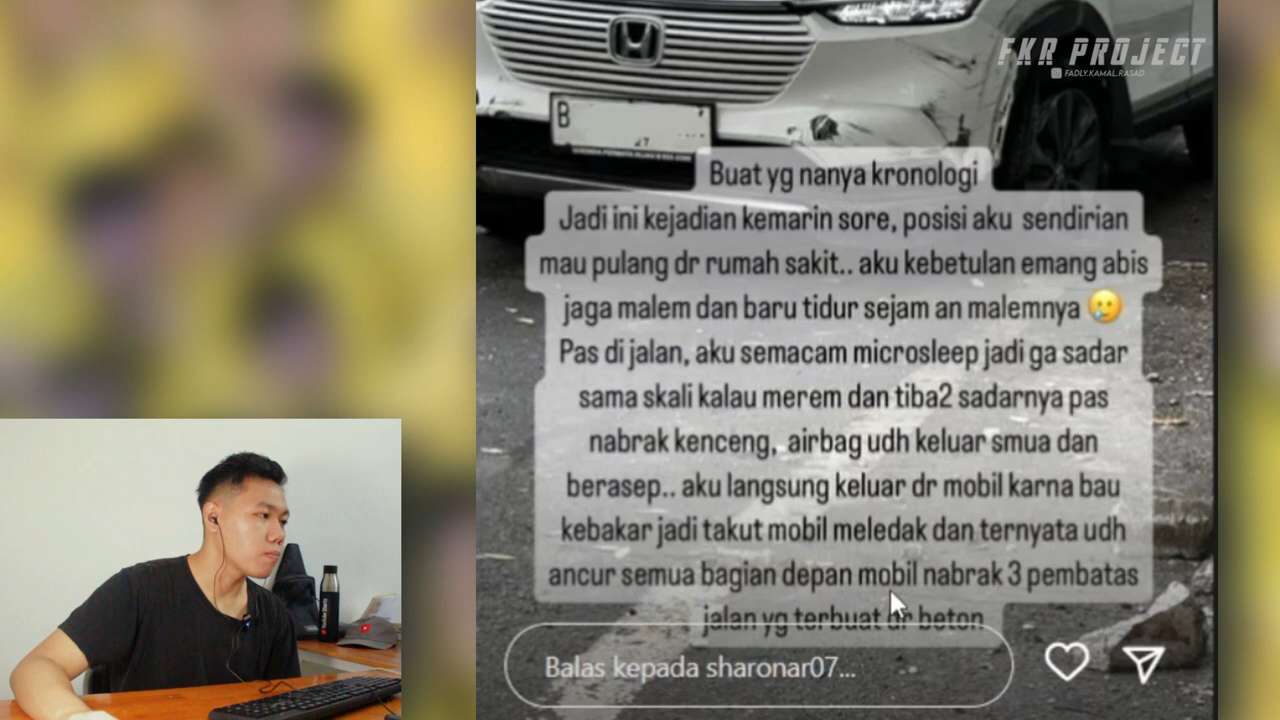 FKR PROJECT
FADLY.KAMAL.RASAD
B
27
Buat yg nanya kronologi
Jadi ini kejadian kemarin sore, posisi aku sendirian
mau pulang dr rumah sakit.. aku kebetulan emang abis
jaga malem dan baru tidur sejam an malemnya 🥲
Pas di jalan, aku semacam microsleep jadi ga sadar
sama skali kalau merem dan tiba2 sadarnya pas
nabrak kenceng, airbag udh keluar smua dan
berasep.. aku langsung keluar dr mobil karna bau
kebakar jadi takut mobil meledak dan ternyata udh
ancur semua bagian depan mobil nabrak 3 pembatas
jalan yg terbuat dr beton
Balas kepada sharonar07...